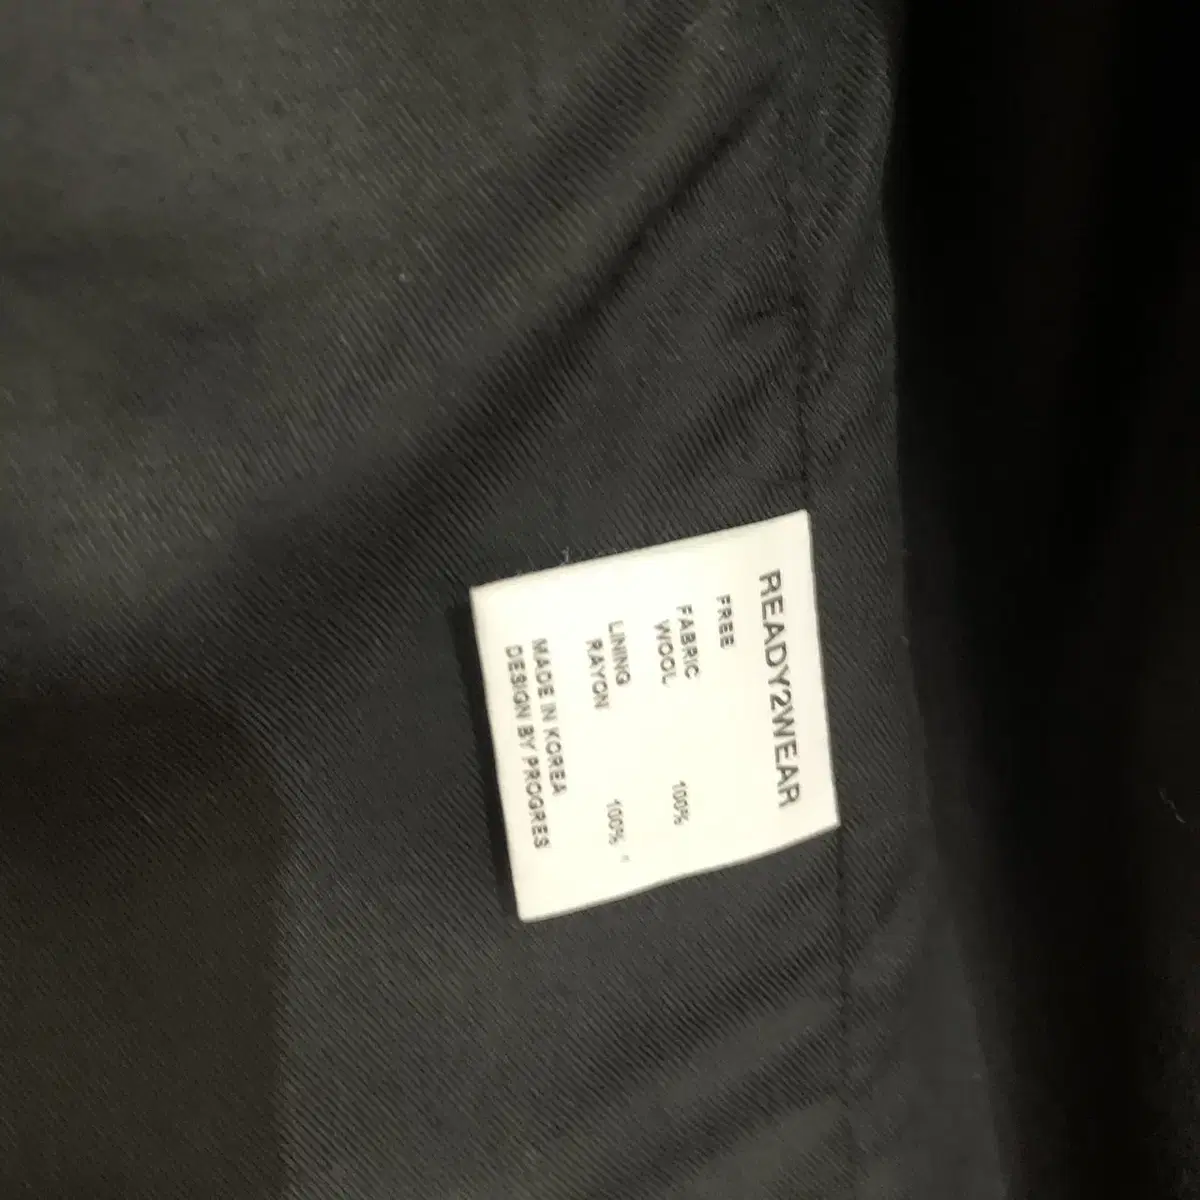 READY2WEAR
FREE
FABRIC
WOOL 100%
LINING
RAYON 100%
MADE IN KOREA
DESIGN BY PROGRES